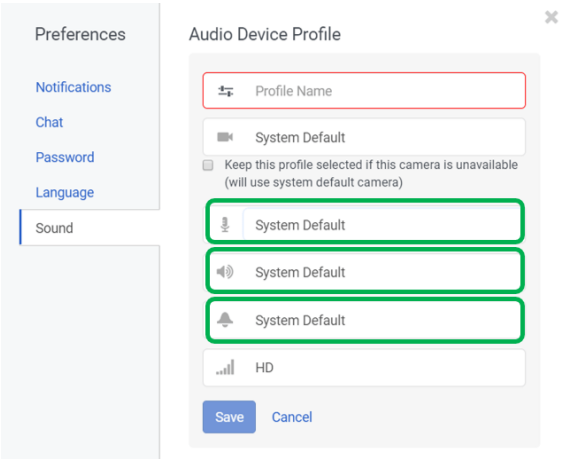 Preferences
Notifications
Chat
Password
Language
Sound
Audio Device Profile
Profile Name
System Default
Keep this profile selected if this camera is unavailable
(will use system default camera)
System Default
System Default
System Default
HD
Save
Cancel